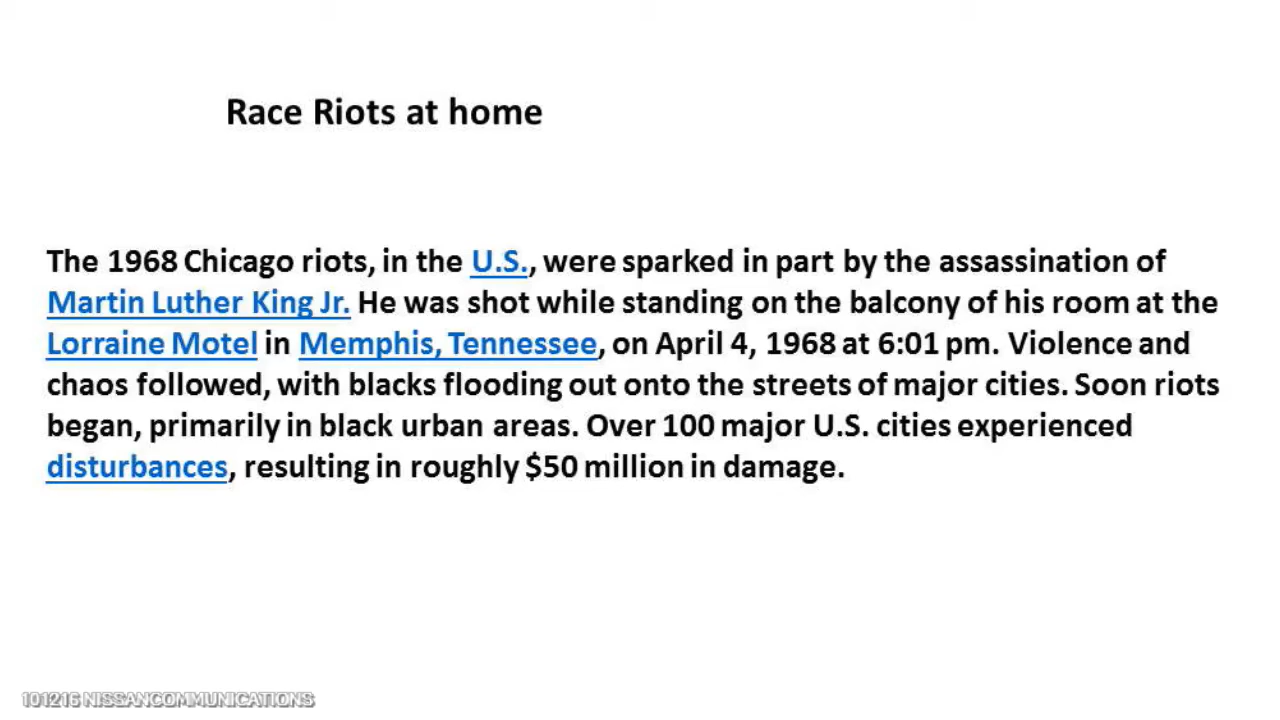 Race Riots at home
The 1968 Chicago riots, in the U.S., were sparked in part by the assassination of
Martin Luther King Jr. He was shot while standing on the balcony of his room at the
Lorraine Motel in Memphis, Tennessee, on April 4, 1968 at 6:01 pm. Violence and
chaos followed, with blacks flooding out onto the streets of major cities. Soon riots
began, primarily in black urban areas. Over 100 major U.S. cities experienced
disturbances, resulting in roughly $50 million in damage.
101216 NISSANCOMMUNICATIONS